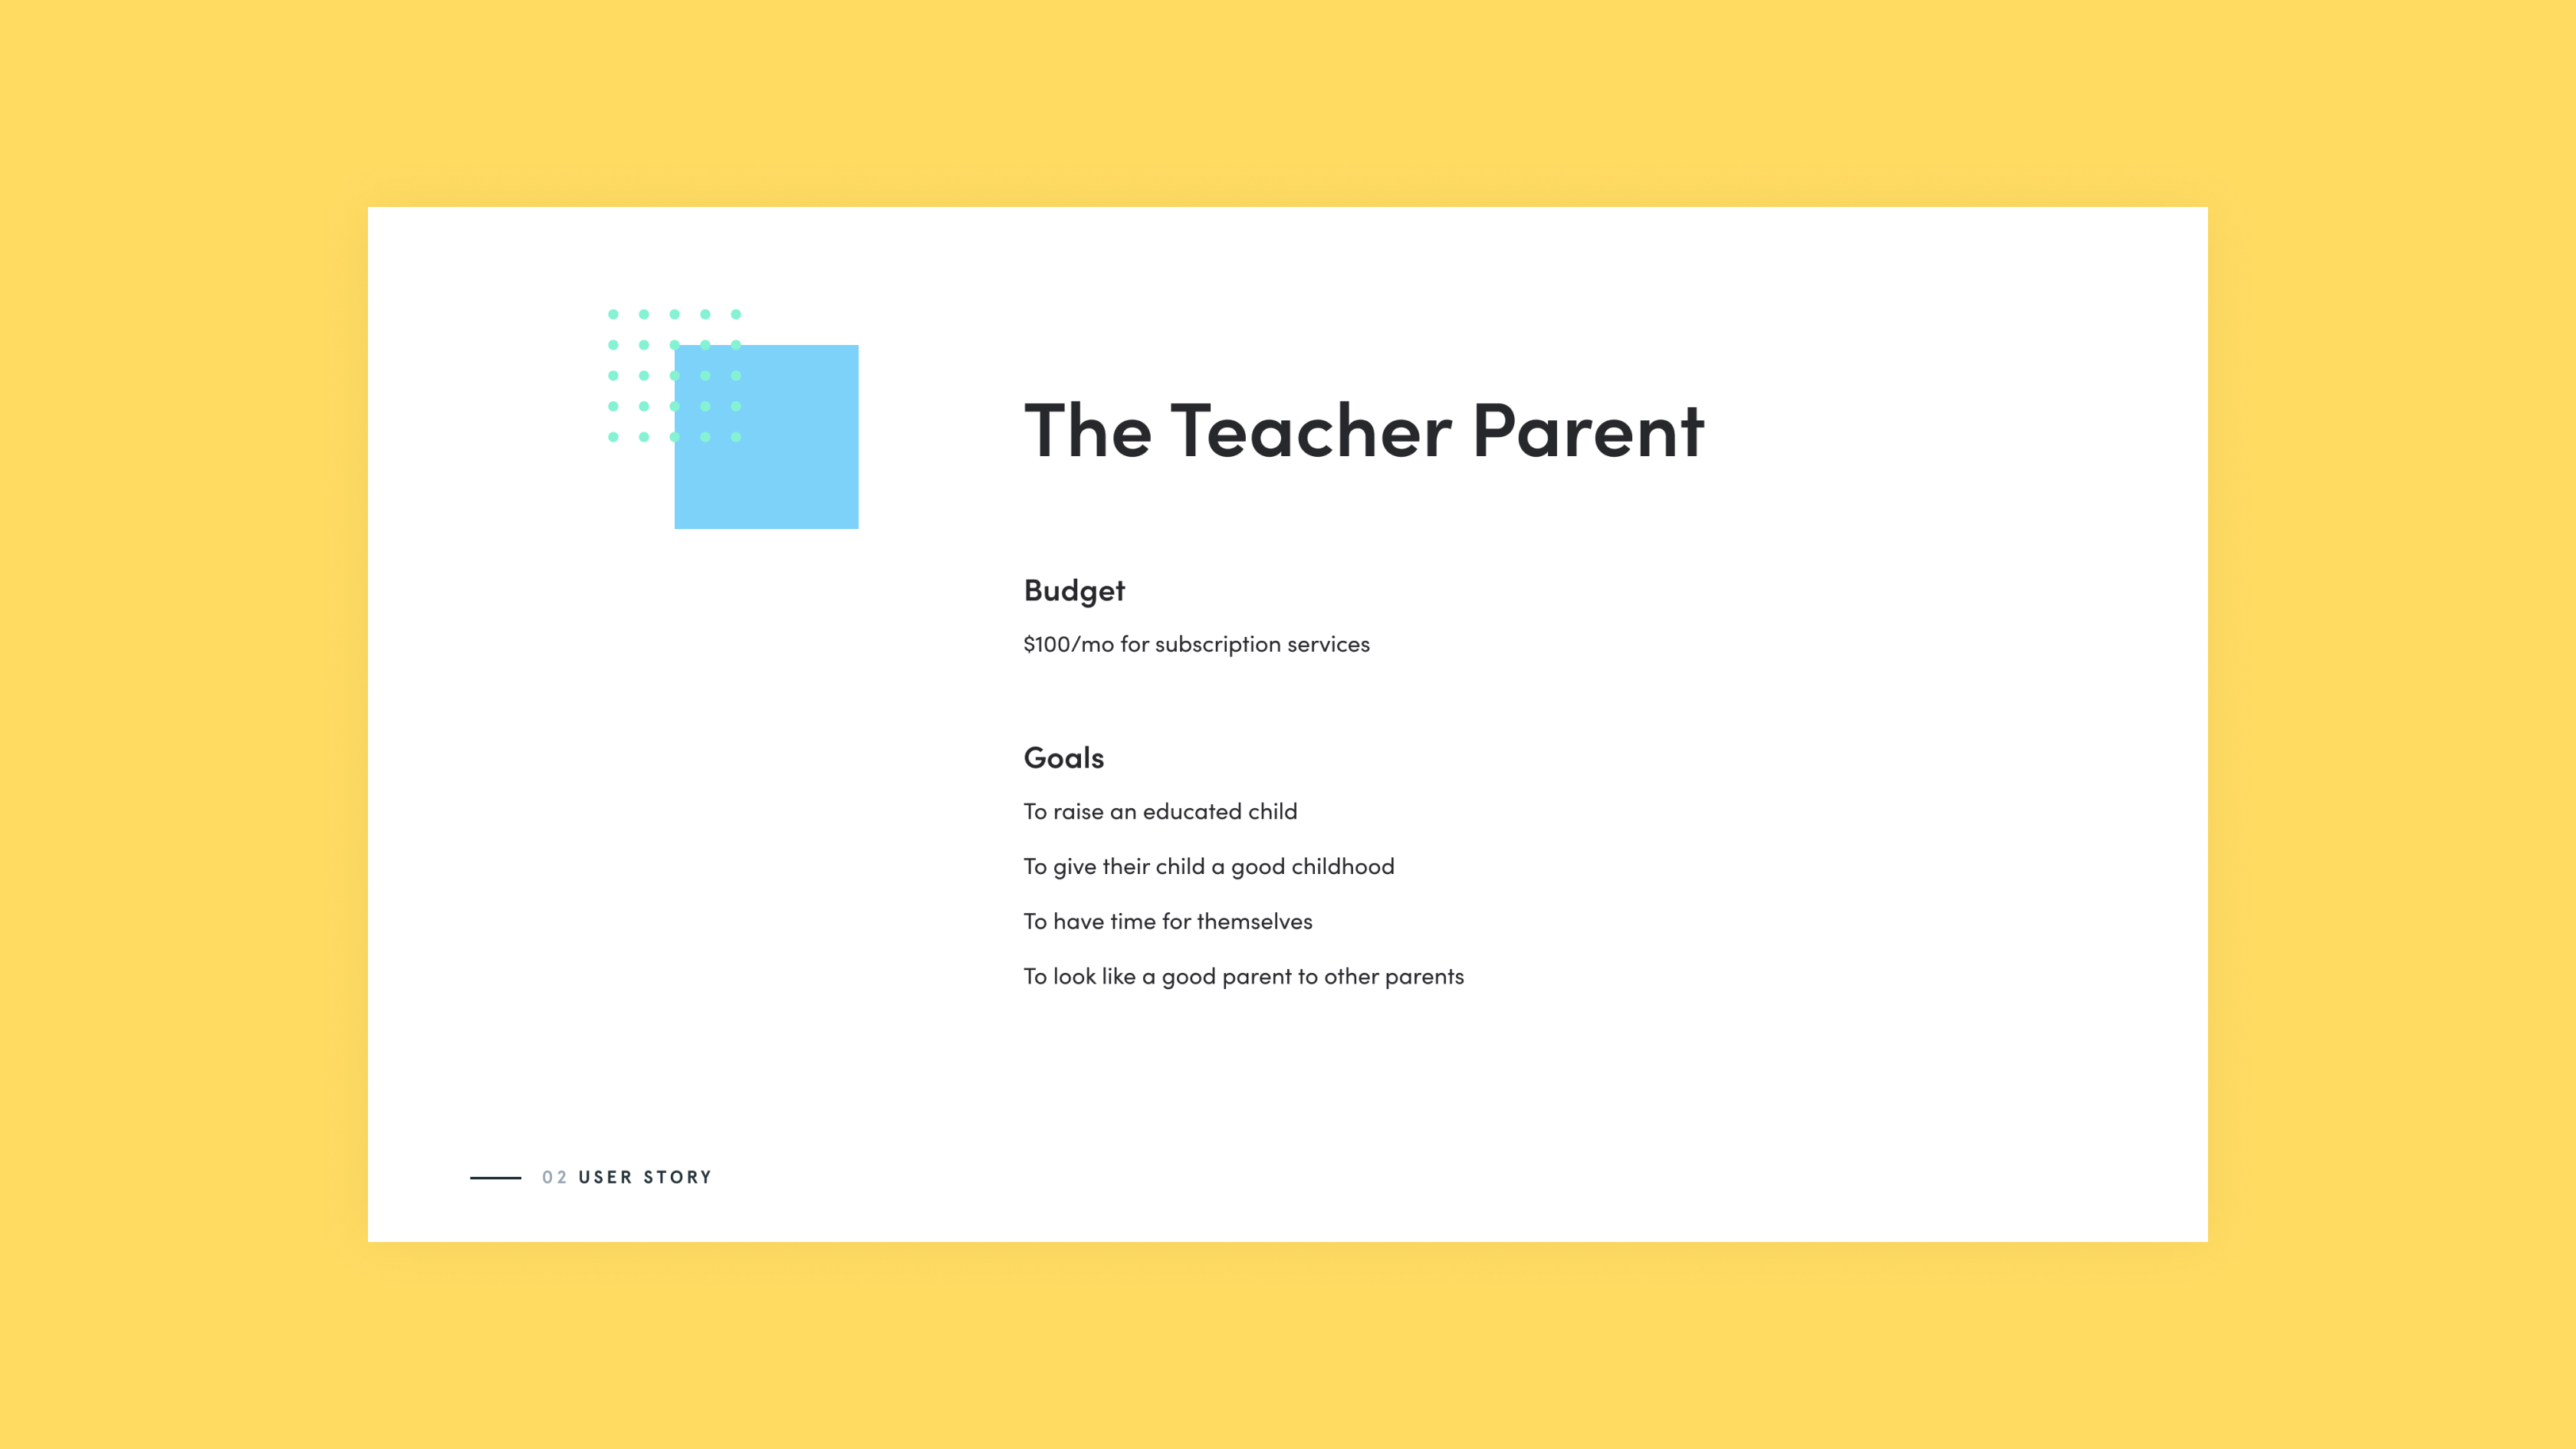 The Teacher Parent
Budget
$100/mo for subscription services
Goals
To raise an educated child
To give their child a good childhood
To have time for themselves
To look like a good parent to other parents
02 USER STORY